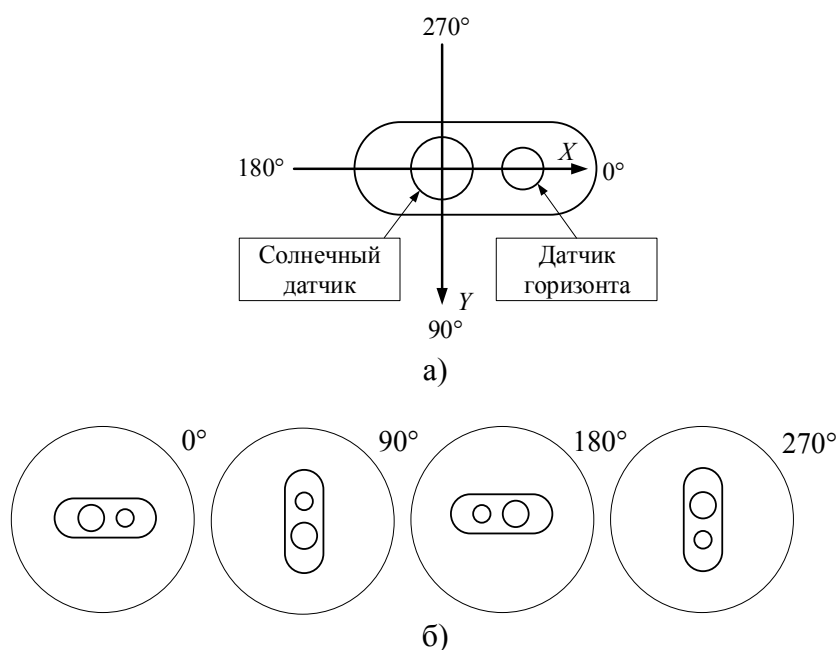 270°
180°
X
0°
Солнечный
датчик
Датчик
горизонта
Y
90°
а)
0°
90°
180°
270°
б)